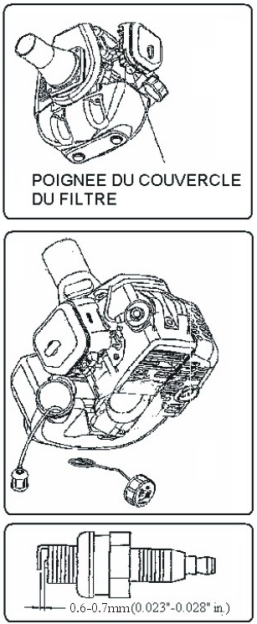 POIGNEE DU COUVERCLE
DU FILTRE
0.6-0.7mm(0.023"-0.028" in.)